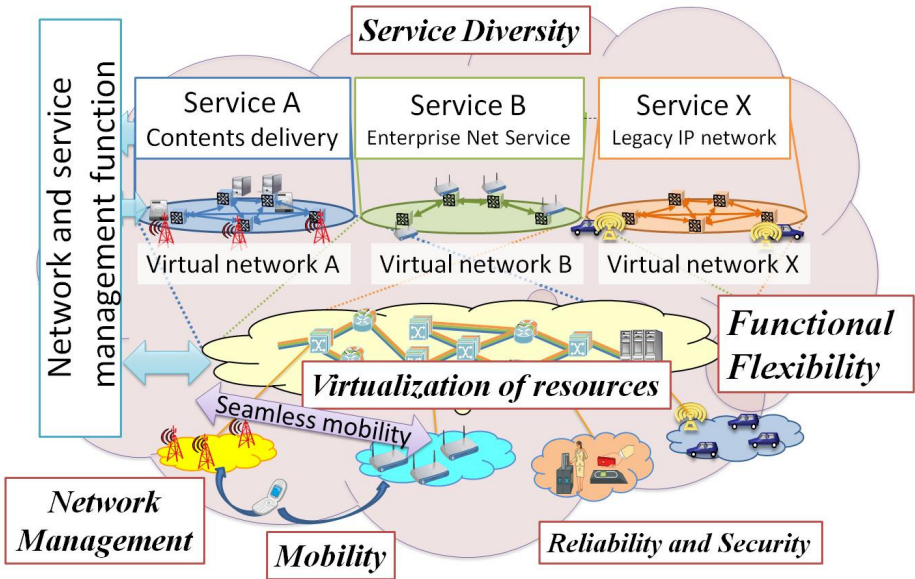 Service Diversity
Network and service
management function
Service A
Contents delivery
Service B
Enterprise Net Service
Service X
Legacy IP network
Virtual network A
Virtual network B
Virtual network X
Functional
Flexibility
Virtualization of resources
Seamless mobility
Network
Management
Mobility
Reliability and Security